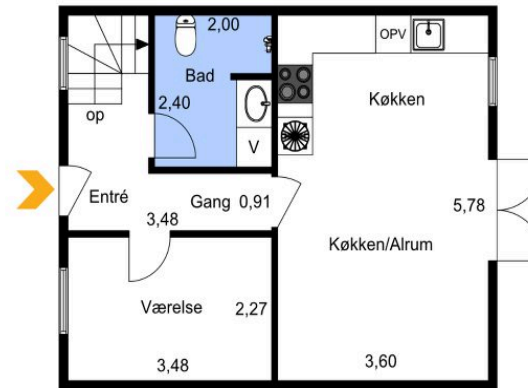 2,00
OPV
Bad
Køkken
2,40
op
V
Entré
Gang 0,91
3,48
5,78
Køkken/Alrum
Værelse
2,27
3,48
3,60